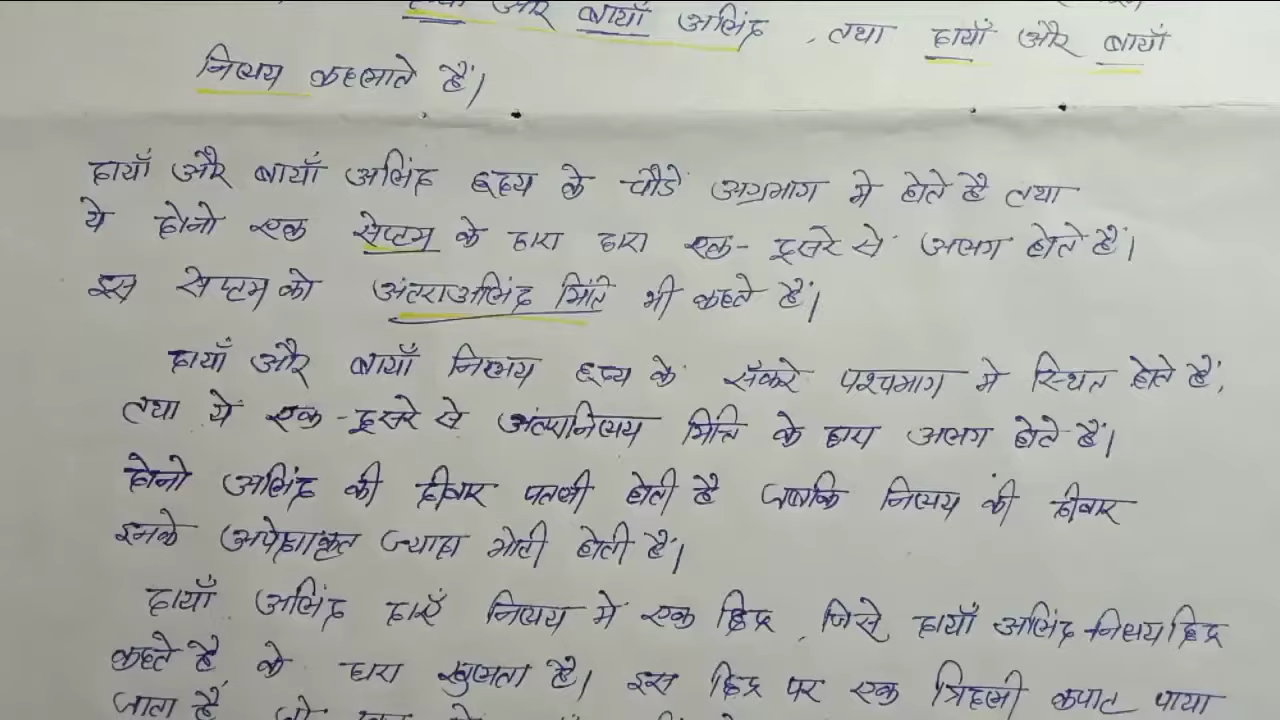 और बायाँ अलिंद , तथा दायाँ और बायाँ
निलय कहलाते हैं।
दायाँ और बायाँ अलिंद हृदय के चौडे अग्रभाग मे होते है तथा
ये दोनो एक सेप्टम् के द्वारा द्वारा एक-दूसरे से अलग होते हैं।
इस सेप्टम् को अंतराअलिंद भित्ति भी कहते हैं।
दायाँ और बायाँ निलय हृदय के सँकरे पश्चभाग मे स्थित होते हैं,
तथा ये एक-दूसरे से अंतरानिलय भित्ति के द्वारा अलग होते हैं।
दोनो अलिंद की दीवार पतली होती है जबकि निलय की दीवार
इनके अपेक्षाकृत ज्यादा मोटी होती हैं।
दायाँ अलिंद दाएँ निलय में एक छिद्र , जिसे दायाँ अलिंद-निलय छिद्र
कहते है के द्वारा खुलता है। इस छिद्र पर एक त्रिदली कपाट पाया
जाता है,